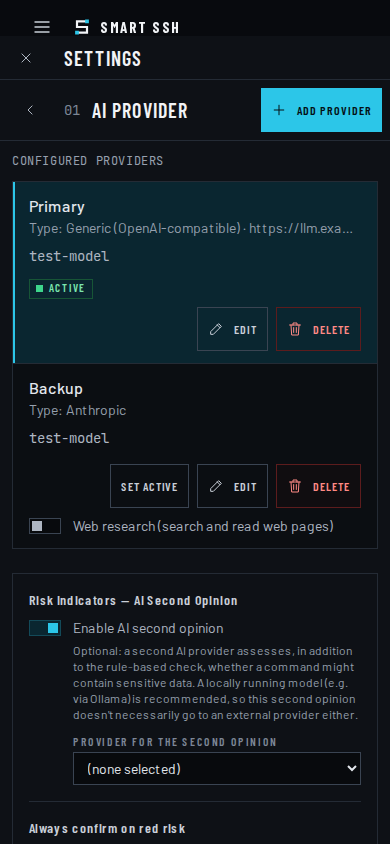 SMART SSH
SETTINGS
01 AI PROVIDER
ADD PROVIDER
CONFIGURED PROVIDERS
Primary
Type: Generic (OpenAI-compatible) · https://llm.exa...
test-model
ACTIVE
EDIT
DELETE
Backup
Type: Anthropic
test-model
SET ACTIVE
EDIT
DELETE
Web research (search and read web pages)
Risk Indicators — AI Second Opinion
Enable AI second opinion
Optional: a second AI provider assesses, in addition
to the rule-based check, whether a command might
contain sensitive data. A locally running model (e.g.
via Ollama) is recommended, so this second opinion
doesn't necessarily go to an external provider either.
PROVIDER FOR THE SECOND OPINION
(none selected)
Always confirm on red risk